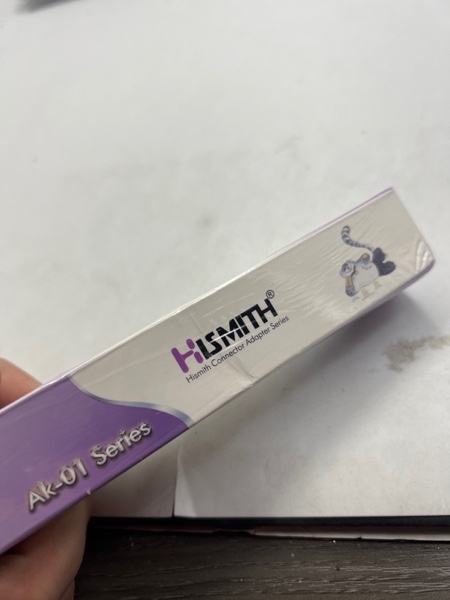 HISMITH®
Hismith Connector Adapter Series
Ak-01 Series